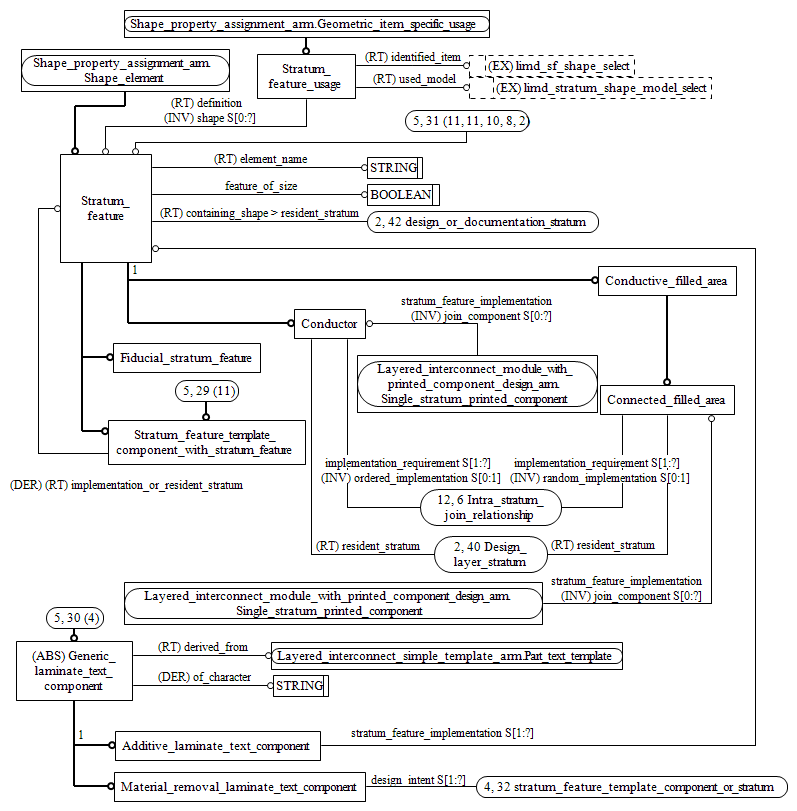 Shape_property_assignment_arm.Geometric_item_specific_usage
Shape_property_assignment_arm.
Shape_element
Stratum_
feature_usage
(RT) identified_item
(EX) limd_sf_shape_select
(RT) used_model
(EX) limd_stratum_shape_model_select
(RT) definition
(INV) shape S[0:?]
5, 31 (11, 11, 10, 8, 2)
Stratum_
feature
(RT) element_name
STRING
feature_of_size
BOOLEAN
(RT) containing_shape > resident_stratum
2, 42 design_or_documentation_stratum
1
Conductive_filled_area
stratum_feature_implementation
(INV) join_component S[0:?]
Conductor
Fiducial_stratum_feature
Layered_interconnect_module_with_
printed_component_design_arm.
Single_stratum_printed_component
Connected_filled_area
5, 29 (11)
Stratum_feature_template_
component_with_stratum_feature
implementation_requirement S[1:?]
(INV) ordered_implementation S[0:1]
implementation_requirement S[1:?]
(INV) random_implementation S[0:1]
(DER) (RT) implementation_or_resident_stratum
12, 6 Intra_stratum_
join_relationship
(RT) resident_stratum
2, 40 Design_
layer_stratum
(RT) resident_stratum
Layered_interconnect_module_with_printed_component_design_arm.
Single_stratum_printed_component
stratum_feature_implementation
(INV) join_component S[0:?]
5, 30 (4)
(ABS) Generic_
laminate_text_
component
(RT) derived_from
Layered_interconnect_simple_template_arm.Part_text_template
(DER) of_character
STRING
1
Additive_laminate_text_component
stratum_feature_implementation S[1:?]
Material_removal_laminate_text_component
design_intent S[1:?]
4, 32 stratum_feature_template_component_or_stratum